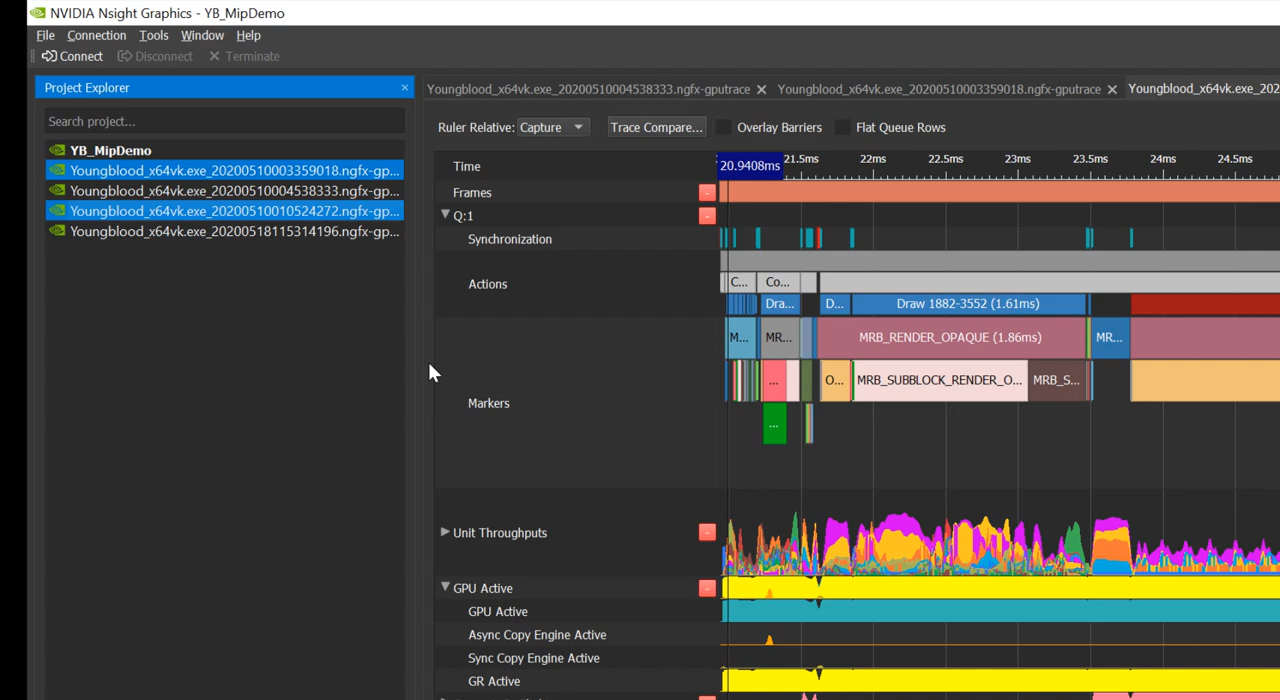 NVIDIA Nsight Graphics - YB_MipDemo
File Connection Tools Window Help
Connect Disconnect Terminate
Project Explorer
Search project...
YB_MipDemo
Youngblood_x64vk.exe_20200510003359018.ngfx-gp...
Youngblood_x64vk.exe_20200510004538333.ngfx-gp...
Youngblood_x64vk.exe_20200510010524272.ngfx-gp...
Youngblood_x64vk.exe_20200518115314196.ngfx-gp...
Youngblood_x64vk.exe_20200510004538333.ngfx-gputrace Youngblood_x64vk.exe_20200510003359018.ngfx-gputrace Youngblood_x64vk.exe_202
Ruler Relative: Capture Trace Compare... Overlay Barriers Flat Queue Rows
Time 20.9408ms 21.5ms 22ms 22.5ms 23ms 23.5ms 24ms 24.5ms
Frames
Q:1
Synchronization
Actions
C... Co...
Dra... D... Draw 1882-3552 (1.61ms)
Markers
M... MR... MRB_RENDER_OPAQUE (1.86ms) MR...
... O... MRB_SUBBLOCK_RENDER_O... MRB_S...
...
Unit Throughputs
GPU Active
GPU Active
Async Copy Engine Active
Sync Copy Engine Active
GR Active